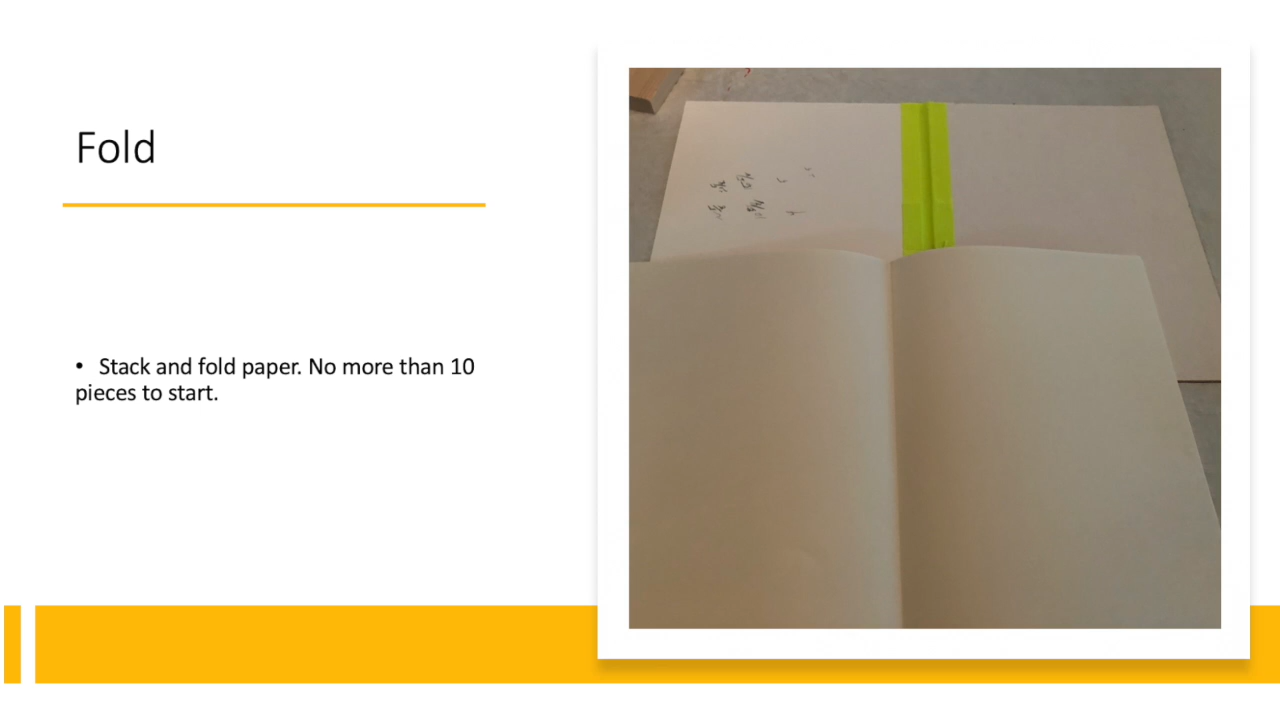 Fold
• Stack and fold paper. No more than 10
pieces to start.